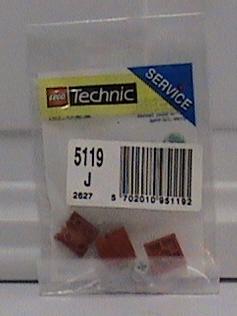 LEGO Technic
SERVICE
5119
J
2627
5 702010 951192